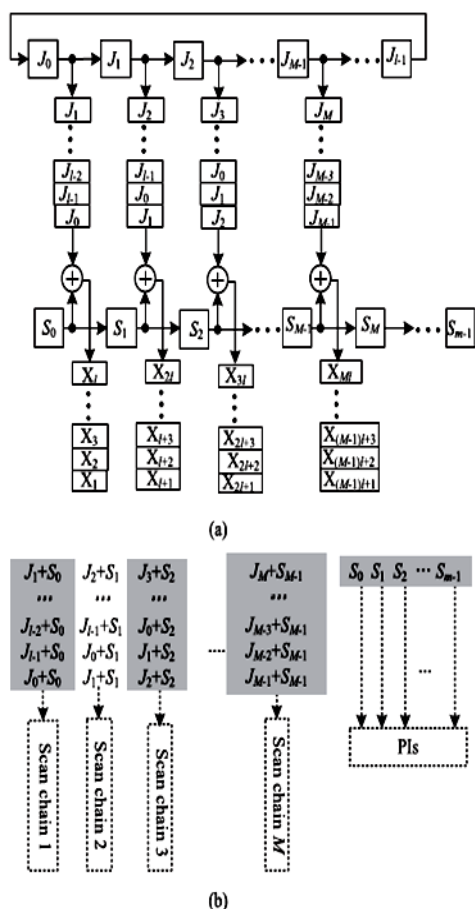 J0 J1 J2 ••• JM-1 ••• Jl-1
J1 J2 J3 JM
Jl-2 Jl-1 J0 JM-3
Jl-1 J0 J1 JM-2
J0 J1 J2 JM-1
+ + + +
S0 S1 S2 ••• SM-1 SM ••• Sm-1
Xl X2l X3l XMl
X3 Xl+3 X2l+3 X(M-1)l+3
X2 Xl+2 X2l+2 X(M-1)l+2
X1 Xl+1 X2l+1 X(M-1)l+1
(a)
J1+S0 J2+S1 J3+S2 JM+SM-1 S0 S1 S2 ••• Sm-1
••• ••• ••• •••
Jl-2+S0 Jl-1+S1 J0+S2 JM-3+SM-1
Jl-1+S0 J0+S1 J1+S2 ••• JM-2+SM-1
J0+S0 J1+S1 J2+S2 JM-1+SM-1
...
Scan chain 1
Scan chain 2
Scan chain 3
Scan chain M
PIs
(b)